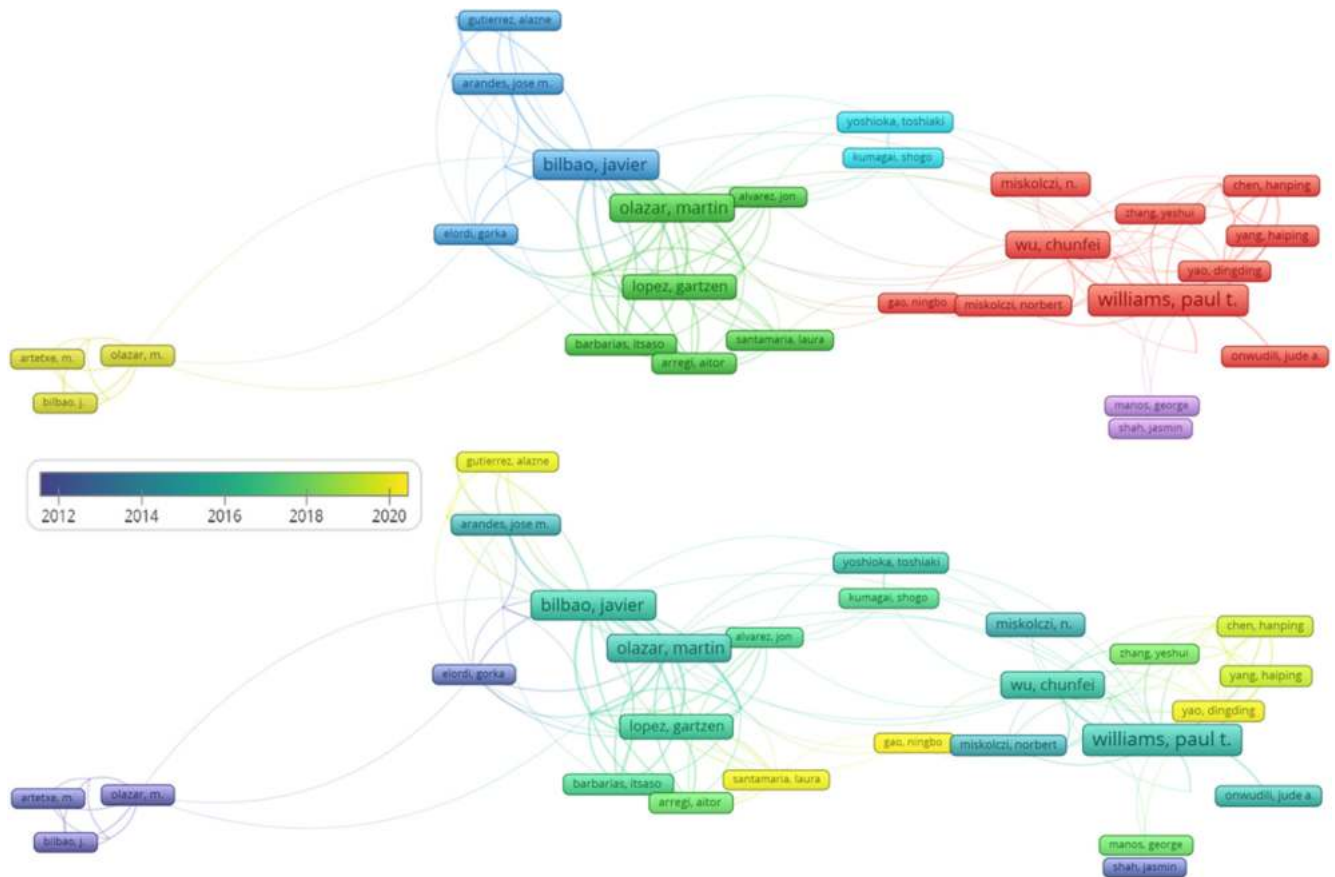 gutierrez, alazne
arandes, jose m.
yoshioka, toshiaki
bilbao, javier
kumagai, shogo
miskolczi, n.
chen, hanping
olazar, martin
alvarez, jon
zhang, yeshui
elordi, gorka
wu, chunfei
yang, haiping
yao, dingding
lopez, gartzen
williams, paul t.
gao, ningbo
miskolczi, norbert
barbarias, itsaso
santamaria, laura
artetxe, m.
olazar, m.
arregi, aitor
onwudili, jude a.
bilbao, j.
manos, george
shah, jasmin
2012 2014 2016 2018 2020
gutierrez, alazne
arandes, jose m.
yoshioka, toshiaki
bilbao, javier
kumagai, shogo
miskolczi, n.
chen, hanping
olazar, martin
alvarez, jon
zhang, yeshui
elordi, gorka
wu, chunfei
yang, haiping
yao, dingding
lopez, gartzen
williams, paul t.
gao, ningbo
miskolczi, norbert
barbarias, itsaso
santamaria, laura
artetxe, m.
olazar, m.
arregi, aitor
onwudili, jude a.
bilbao, j.
manos, george
shah, jasmin